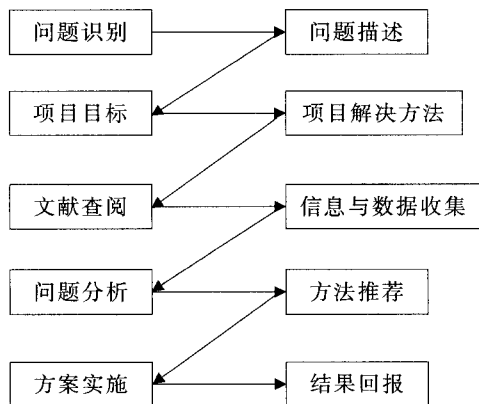 问题识别
问题描述
项目目标
项目解决方法
文献查阅
信息与数据收集
问题分析
方法推荐
方案实施
结果回报